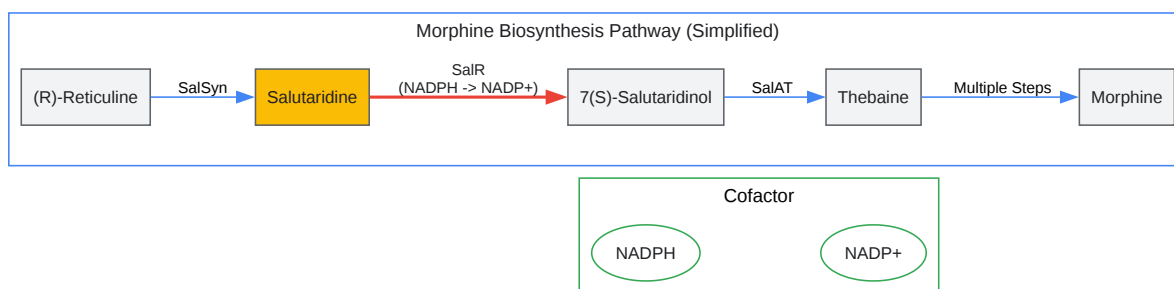 Morphine Biosynthesis Pathway (Simplified)
(R)-Reticuline
SalSyn
Salutaridine
SalR
(NADPH -> NADP+)
7(S)-Salutaridinol
SalAT
Thebaine
Multiple Steps
Morphine
Cofactor
NADPH
NADP+